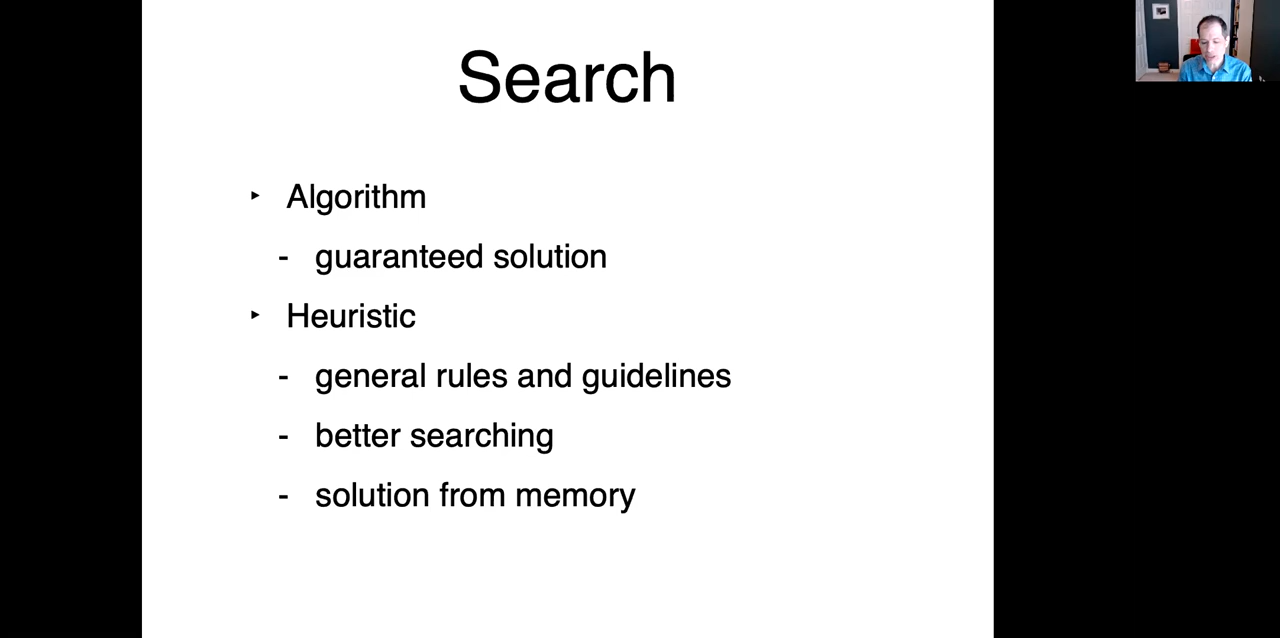 Search
‣ Algorithm
- guaranteed solution
‣ Heuristic
- general rules and guidelines
- better searching
- solution from memory